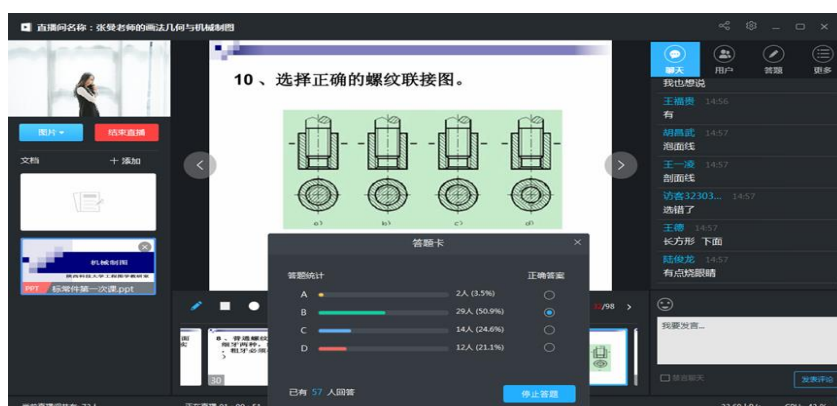 直播间名称：张燮老师的画法几何与机械制图
图片
结束直播
文档
+ 添加
机械制图
PPT
标常件第一次课.ppt
10 、选择正确的螺纹联接图。
a)
b)
c)
d)
答题卡
答题统计
正确答案
A
2人 (3.5%)
B
29人 (50.9%)
C
14人 (24.6%)
D
12人 (21.1%)
已有 57 人回答
停止答题
/98
30
聊天
用户
答题
更多
我也想说
王福贵 14:56
有
胡昌武 14:57
泡面线
王一凌 14:57
剖面线
访客32303... 14:57
选错了
王德 14:57
长方形 下面
陆俊龙 14:57
有点烧眼睛
我要发言...
禁言聊天
发表评论